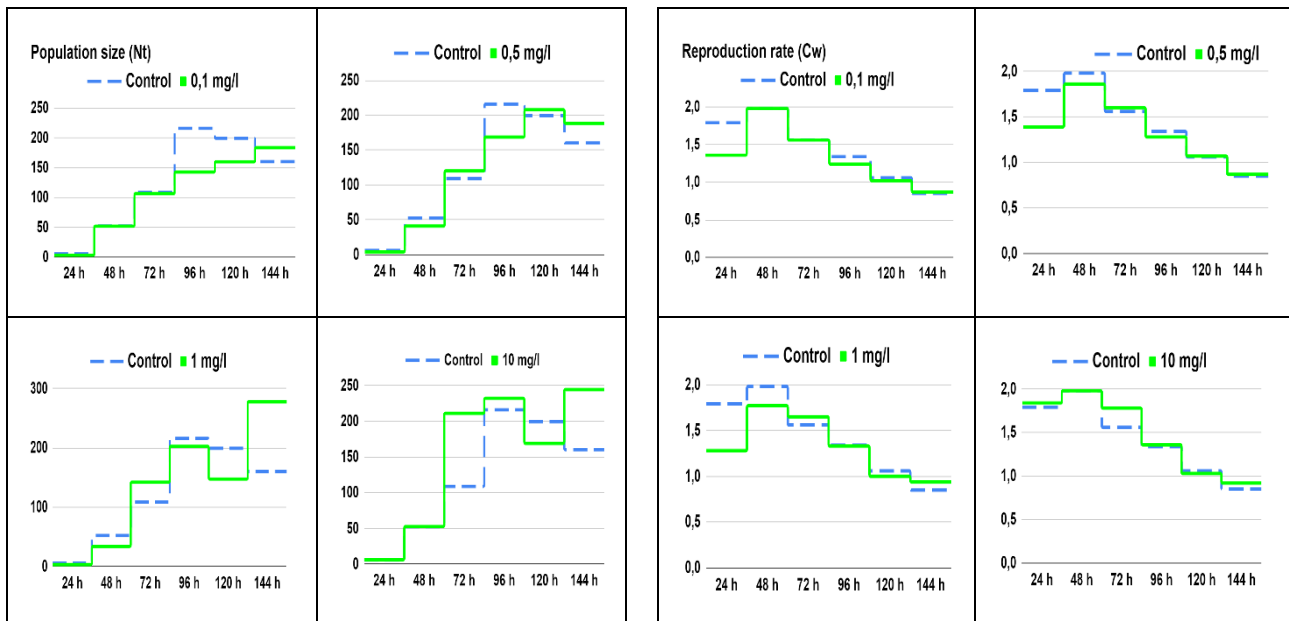 Population size (Nt)
Control 0,1 mg/l
250
200
150
100
50
0
24 h 48 h 72 h 96 h 120 h 144 h
Control 0,5 mg/l
250
200
150
100
50
0
24 h 48 h 72 h 96 h 120 h 144 h
Reproduction rate (Cw)
Control 0,1 mg/l
2,0
1,5
1,0
0,5
0,0
24 h 48 h 72 h 96 h 120 h 144 h
Control 0,5 mg/l
2,0
1,5
1,0
0,5
0,0
24 h 48 h 72 h 96 h 120 h 144 h
Control 1 mg/l
300
200
100
0
24 h 48 h 72 h 96 h 120 h 144 h
Control 10 mg/l
250
200
150
100
50
0
24 h 48 h 72 h 96 h 120 h 144 h
Control 1 mg/l
2,0
1,5
1,0
0,5
0,0
24 h 48 h 72 h 96 h 120 h 144 h
Control 10 mg/l
2,0
1,5
1,0
0,5
0,0
24 h 48 h 72 h 96 h 120 h 144 h